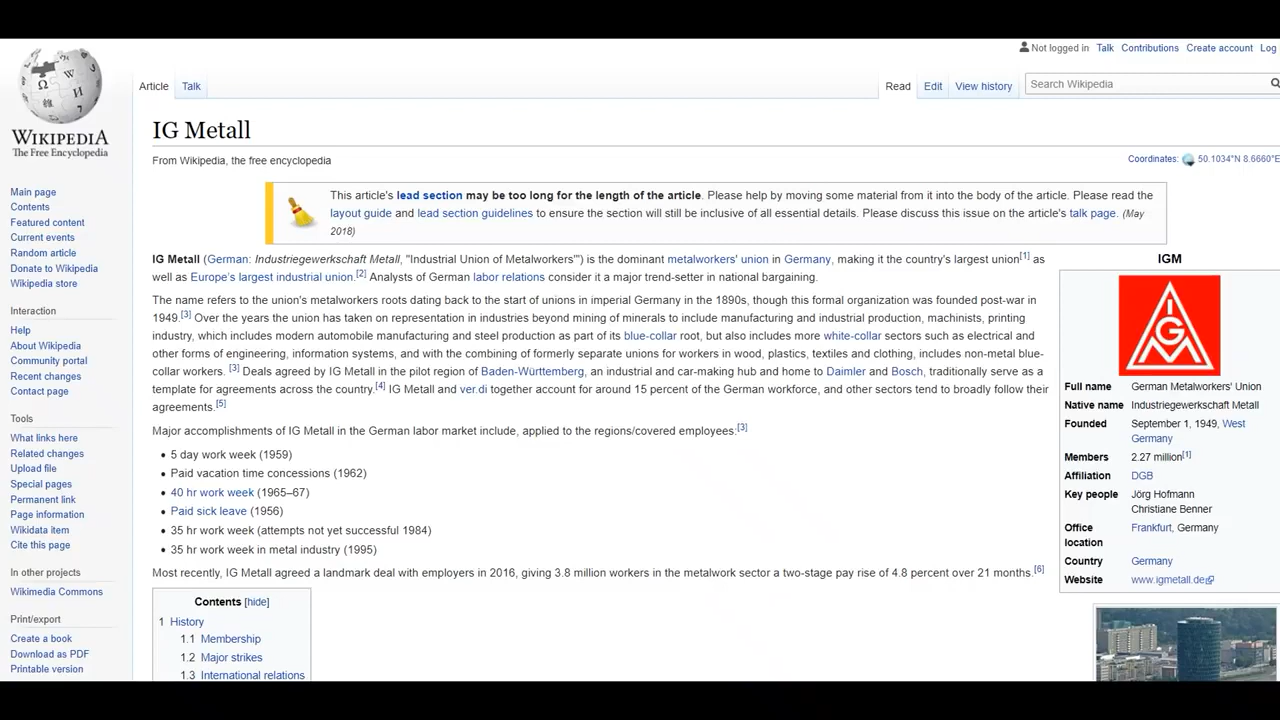 Not logged in Talk Contributions Create account Log
Article Talk Read Edit View history Search Wikipedia
WIKIPEDIA
The Free Encyclopedia
Main page
Contents
Featured content
Current events
Random article
Donate to Wikipedia
Wikipedia store
Interaction
Help
About Wikipedia
Community portal
Recent changes
Contact page
Tools
What links here
Related changes
Upload file
Special pages
Permanent link
Page information
Wikidata item
Cite this page
In other projects
Wikimedia Commons
Print/export
Create a book
Download as PDF
Printable version
IG Metall
From Wikipedia, the free encyclopedia
Coordinates: 50.1034°N 8.6660°E
This article's lead section may be too long for the length of the article. Please help by moving some material from it into the body of the article. Please read the
layout guide and lead section guidelines to ensure the section will still be inclusive of all essential details. Please discuss this issue on the article's talk page. (May
2018)
IG Metall (German: Industriegewerkschaft Metall, "Industrial Union of Metalworkers'") is the dominant metalworkers' union in Germany, making it the country's largest union[1] as
well as Europe's largest industrial union.[2] Analysts of German labor relations consider it a major trend-setter in national bargaining.
The name refers to the union's metalworkers roots dating back to the start of unions in imperial Germany in the 1890s, though this formal organization was founded post-war in
1949.[3] Over the years the union has taken on representation in industries beyond mining of minerals to include manufacturing and industrial production, machinists, printing
industry, which includes modern automobile manufacturing and steel production as part of its blue-collar root, but also includes more white-collar sectors such as electrical and
other forms of engineering, information systems, and with the combining of formerly separate unions for workers in wood, plastics, textiles and clothing, includes non-metal blue-
collar workers. [3] Deals agreed by IG Metall in the pilot region of Baden-Württemberg, an industrial and car-making hub and home to Daimler and Bosch, traditionally serve as a
template for agreements across the country.[4] IG Metall and ver.di together account for around 15 percent of the German workforce, and other sectors tend to broadly follow their
agreements.[5]
Major accomplishments of IG Metall in the German labor market include, applied to the regions/covered employees:[3]
• 5 day work week (1959)
• Paid vacation time concessions (1962)
• 40 hr work week (1965–67)
• Paid sick leave (1956)
• 35 hr work week (attempts not yet successful 1984)
• 35 hr work week in metal industry (1995)
Most recently, IG Metall agreed a landmark deal with employers in 2016, giving 3.8 million workers in the metalwork sector a two-stage pay rise of 4.8 percent over 21 months.[6]
Contents [hide]
1 History
1.1 Membership
1.2 Major strikes
1.3 International relations
IGM
IGM
Full name German Metalworkers' Union
Native name Industriegewerkschaft Metall
Founded September 1, 1949, West
Germany
Members 2.27 million[1]
Affiliation DGB
Key people Jörg Hofmann
Christiane Benner
Office
location Frankfurt, Germany
Country Germany
Website www.igmetall.de